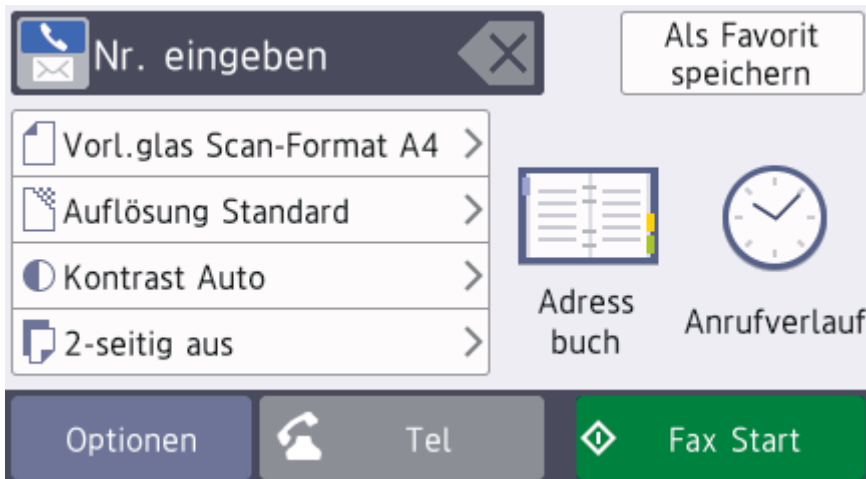 Nr. eingeben
Als Favorit
speichern
Vorl.glas Scan-Format A4
Auflösung Standard
Kontrast Auto
2-seitig aus
Adress
buch
Anrufverlauf
Optionen
Tel
Fax Start